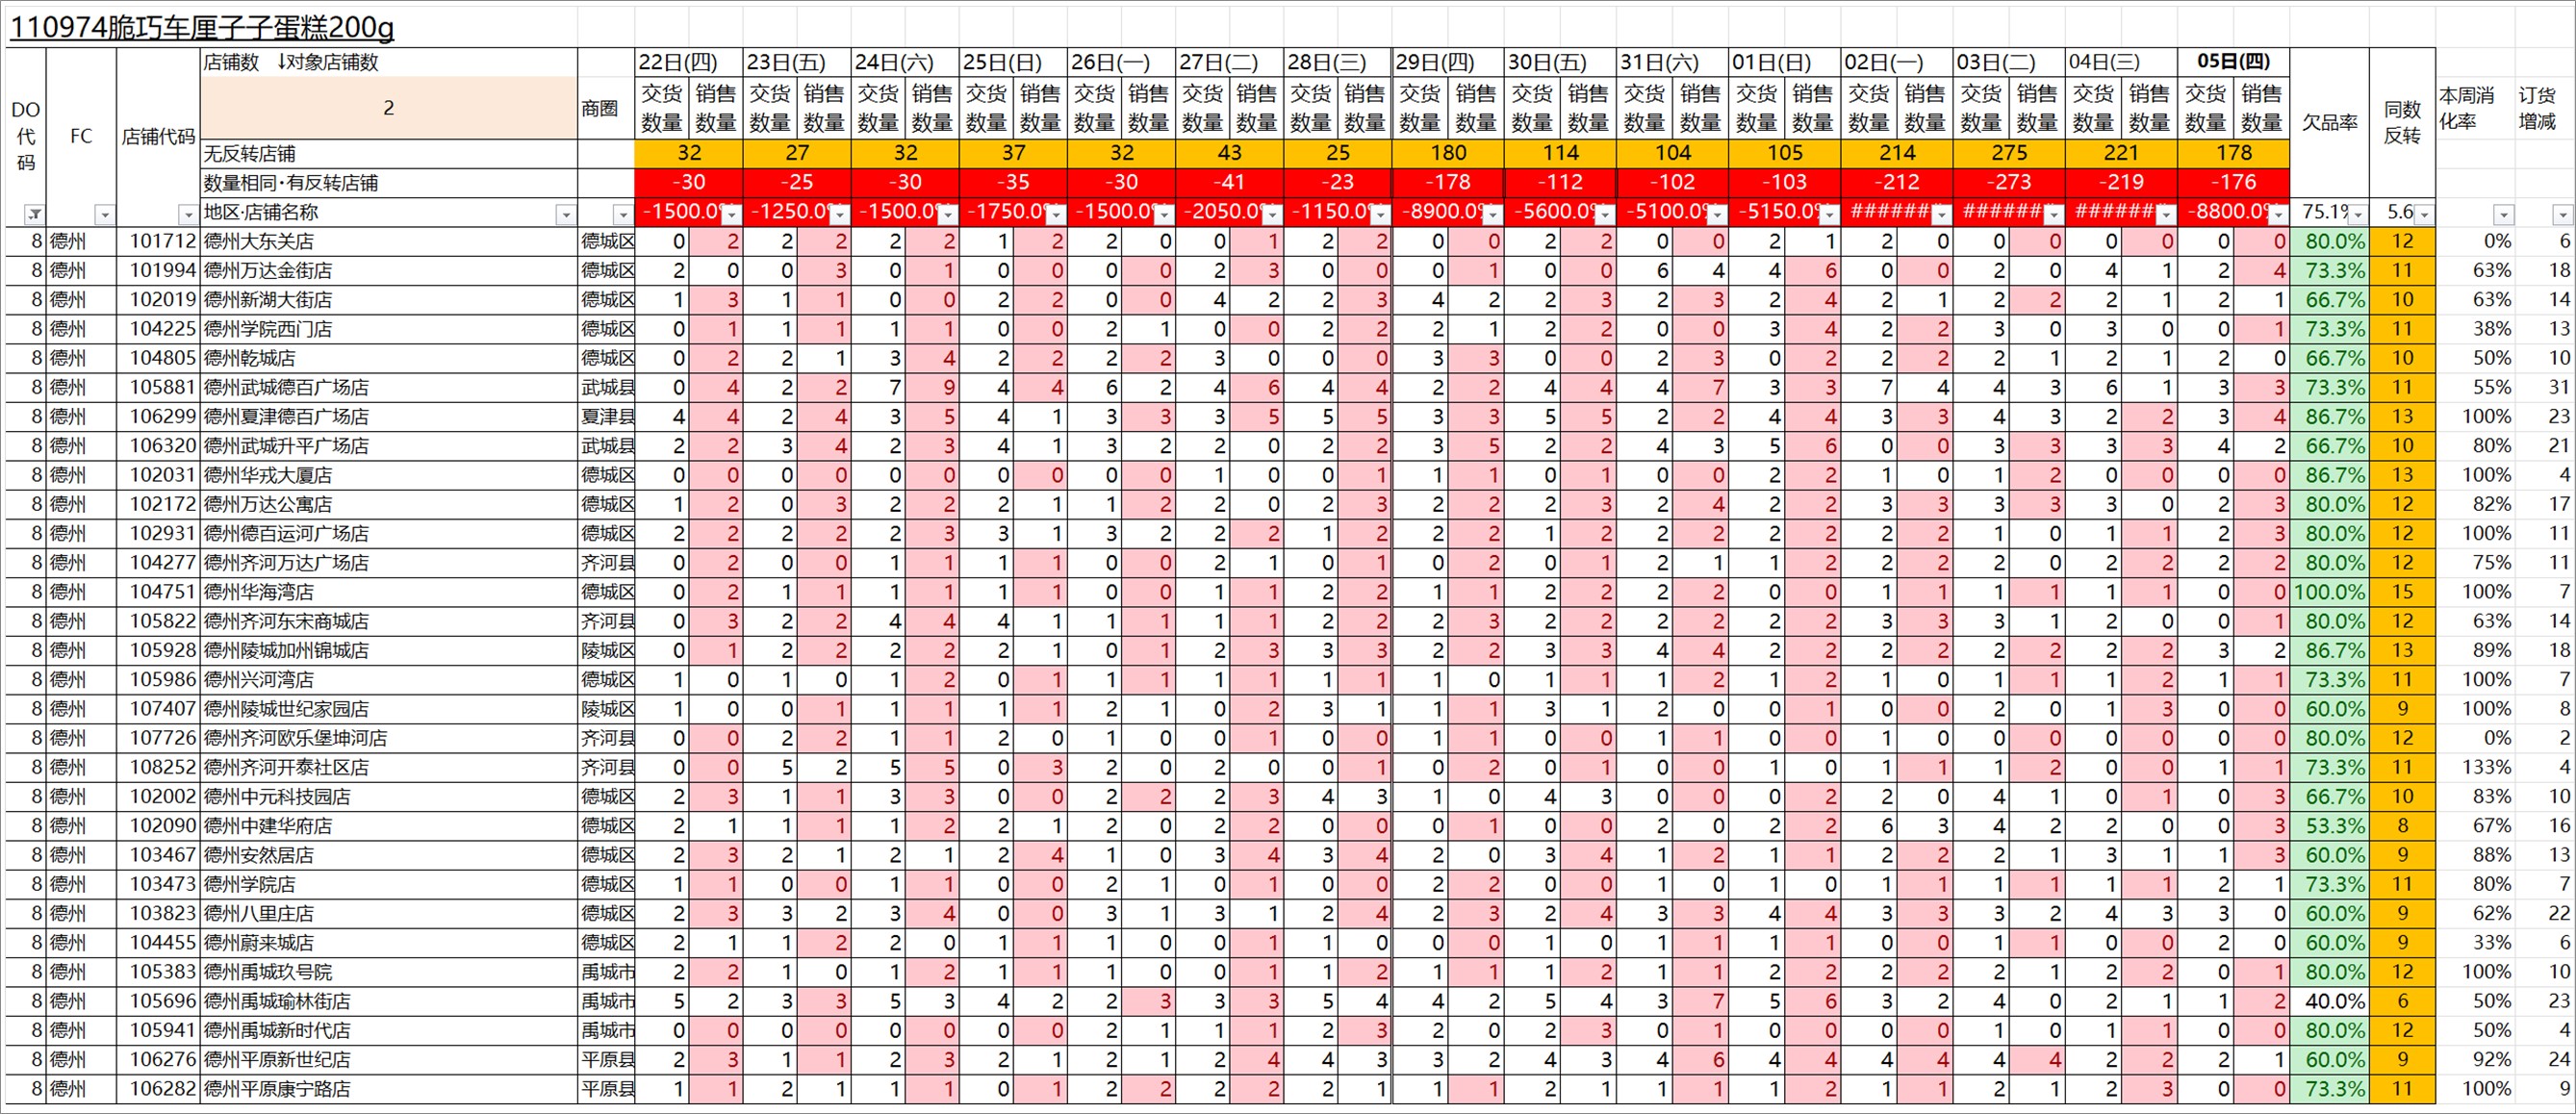 110974脆巧车厘子子蛋糕200g
DO代码 FC 店铺代码 店铺数 ↓对象店铺数 商圈 22日(四) 23日(五) 24日(六) 25日(日) 26日(一) 27日(二) 28日(三) 29日(四) 30日(五) 31日(六) 01日(日) 02日(一) 03日(二) 04日(三) 05日(四) 欠品率 同数反转 本周消化率 订货增减
2 交货数量 销售数量 交货数量 销售数量 交货数量 销售数量 交货数量 销售数量 交货数量 销售数量 交货数量 销售数量 交货数量 销售数量 交货数量 销售数量 交货数量 销售数量 交货数量 销售数量 交货数量 销售数量 交货数量 销售数量 交货数量 销售数量 交货数量 销售数量 交货数量 销售数量
无反转店铺 32 27 32 37 32 43 25 180 114 104 105 214 275 221 178
数量相同·有反转店铺 -30 -25 -30 -35 -30 -41 -23 -178 -112 -102 -103 -212 -273 -219 -176
地区·店铺名称 -1500.0% -1250.0% -1500.0% -1750.0% -1500.0% -2050.0% -1150.0% -8900.0% -5600.0% -5100.0% -5150.0% ####### ####### ####### -8800.0% 75.1% 5.6
8 德州 101712 德州大东关店 德城区 0 2 2 2 2 2 1 2 2 0 0 1 2 2 0 0 2 2 0 0 2 1 2 0 0 0 0 0 0 0 80.0% 12 0% 6
8 德州 101994 德州万达金街店 德城区 2 0 0 3 0 1 0 0 0 0 2 3 0 0 0 1 0 0 6 4 4 6 0 0 2 0 4 1 2 4 73.3% 11 63% 18
8 德州 102019 德州新湖大街店 德城区 1 3 1 1 0 0 2 2 0 0 4 2 2 3 4 2 2 3 2 3 2 4 2 1 2 2 2 1 2 1 66.7% 10 63% 14
8 德州 104225 德州学院西门店 德城区 0 1 1 1 1 1 0 0 2 1 0 0 2 2 2 1 2 2 0 0 3 4 2 2 3 0 3 0 0 1 73.3% 11 38% 13
8 德州 104805 德州乾城店 德城区 0 2 2 1 3 4 2 2 2 2 3 0 0 0 3 3 0 0 2 3 0 2 2 2 2 1 2 1 2 0 66.7% 10 50% 10
8 德州 105881 德州武城德百广场店 武城县 0 4 2 2 7 9 4 4 6 2 4 6 4 4 2 2 4 4 4 7 3 3 7 4 4 3 6 1 3 3 73.3% 11 55% 31
8 德州 106299 德州夏津德百广场店 夏津县 4 4 2 4 3 5 4 1 3 3 3 5 5 5 3 3 5 5 2 2 4 4 3 3 4 3 2 2 3 4 86.7% 13 100% 23
8 德州 106320 德州武城升平广场店 武城县 2 2 3 4 2 3 4 1 3 2 2 0 2 2 3 5 2 2 4 3 5 6 0 0 3 3 3 3 4 2 66.7% 10 80% 21
8 德州 102031 德州华戎大厦店 德城区 0 0 0 0 0 0 0 0 0 0 1 0 0 1 1 1 0 1 0 0 2 2 1 0 1 2 0 0 0 0 86.7% 13 100% 4
8 德州 102172 德州万达公寓店 德城区 1 2 0 3 2 2 2 1 1 2 2 0 2 3 2 2 2 3 2 4 2 2 3 3 3 3 3 0 2 3 80.0% 12 82% 17
8 德州 102931 德州德百运河广场店 德城区 2 2 2 2 2 3 3 1 3 2 2 2 1 2 2 2 1 2 2 2 2 2 2 2 1 0 1 1 2 3 80.0% 12 100% 11
8 德州 104277 德州齐河万达广场店 齐河县 0 2 0 0 1 1 1 1 0 0 2 1 0 1 0 2 0 1 2 1 1 2 2 2 2 0 2 2 2 2 80.0% 12 75% 11
8 德州 104751 德州华海湾店 德城区 0 2 1 1 1 1 1 1 0 0 1 1 2 2 1 1 2 2 2 2 0 0 1 1 1 1 1 1 0 0 100.0% 15 100% 7
8 德州 105822 德州齐河东宋商城店 齐河县 0 3 2 2 4 4 4 1 1 1 1 1 2 2 2 3 2 2 2 2 2 2 3 3 3 1 2 0 0 1 80.0% 12 63% 14
8 德州 105928 德州陵城加州锦城店 陵城区 0 1 2 2 2 2 2 1 0 1 2 3 3 3 2 2 3 3 4 4 2 2 2 2 2 2 2 2 3 2 86.7% 13 89% 18
8 德州 105986 德州兴河湾店 德城区 1 0 1 0 1 2 0 1 1 1 1 1 1 1 1 0 1 1 1 2 1 2 1 0 1 1 1 2 1 1 73.3% 11 100% 7
8 德州 107407 德州陵城世纪家园店 陵城区 1 0 0 1 1 1 1 1 2 1 0 2 3 1 1 1 3 1 2 0 0 1 0 0 2 0 1 3 0 0 60.0% 9 100% 8
8 德州 107726 德州齐河欧乐堡坤河店 齐河县 0 0 2 2 1 1 2 0 1 0 0 1 0 0 1 1 0 0 1 1 0 0 1 0 0 0 0 0 0 0 80.0% 12 0% 2
8 德州 108252 德州齐河开泰社区店 齐河县 0 0 5 2 5 5 0 3 2 0 2 0 0 1 0 2 0 1 0 0 1 0 1 1 1 2 0 0 1 1 73.3% 11 133% 4
8 德州 102002 德州中元科技园店 德城区 2 3 1 1 3 3 0 0 2 2 2 3 4 3 1 0 4 3 0 0 0 2 2 0 4 1 0 1 0 3 66.7% 10 83% 10
8 德州 102090 德州中建华府店 德城区 2 1 1 1 1 2 2 1 2 0 2 2 0 0 0 1 0 0 2 0 2 2 6 3 4 2 2 0 0 3 53.3% 8 67% 16
8 德州 103467 德州安然居店 德城区 2 3 2 1 2 1 2 4 1 0 3 4 3 4 2 0 3 4 1 2 1 1 2 2 2 1 3 1 1 3 60.0% 9 88% 13
8 德州 103473 德州学院店 德城区 1 1 0 0 1 1 0 0 2 1 0 1 0 0 2 2 0 0 1 0 1 0 1 1 1 1 1 1 2 1 73.3% 11 80% 7
8 德州 103823 德州八里庄店 德城区 2 3 3 2 3 4 0 0 3 1 3 1 2 4 2 3 2 4 3 3 4 4 3 3 3 2 4 3 3 0 60.0% 9 62% 22
8 德州 104455 德州蔚来城店 德城区 2 1 1 2 2 0 1 1 1 0 0 1 1 0 0 0 1 0 1 1 1 1 0 0 1 1 0 0 2 0 60.0% 9 33% 6
8 德州 105383 德州禹城玖号院 禹城市 2 2 1 0 1 2 1 1 1 0 0 1 1 2 1 1 1 2 1 1 2 2 2 2 2 1 2 2 0 1 80.0% 12 100% 10
8 德州 105696 德州禹城瑜林街店 禹城市 5 2 3 3 5 3 4 2 2 3 3 3 5 4 4 2 5 4 3 7 5 6 3 2 4 0 2 1 1 2 40.0% 6 50% 23
8 德州 105941 德州禹城新时代店 禹城市 0 0 0 0 0 0 0 0 2 1 1 1 2 3 2 0 2 3 0 1 0 0 0 0 1 0 1 1 0 0 80.0% 12 50% 4
8 德州 106276 德州平原新世纪店 平原县 2 3 1 1 2 3 2 1 2 1 2 4 4 3 3 2 4 3 4 6 4 4 4 4 4 4 2 2 2 1 60.0% 9 92% 24
8 德州 106282 德州平原康宁路店 平原县 1 1 2 1 1 1 0 1 2 2 2 2 2 1 1 1 2 1 1 1 1 2 1 1 2 1 2 3 0 0 73.3% 11 100% 9